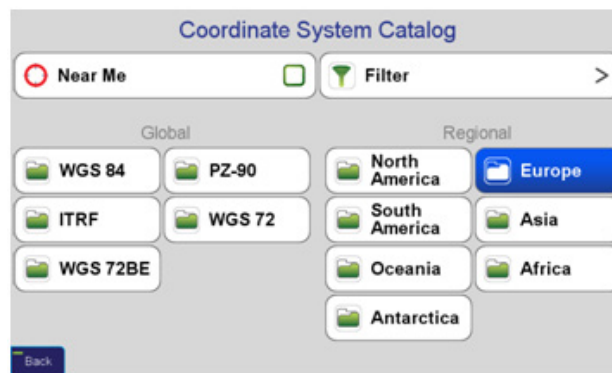 Coordinate System Catalog
Near Me
Filter
Global
Regional
WGS 84
PZ-90
North
America
Europe
ITRF
WGS 72
South
America
Asia
WGS 72BE
Oceania
Africa
Antarctica
Back